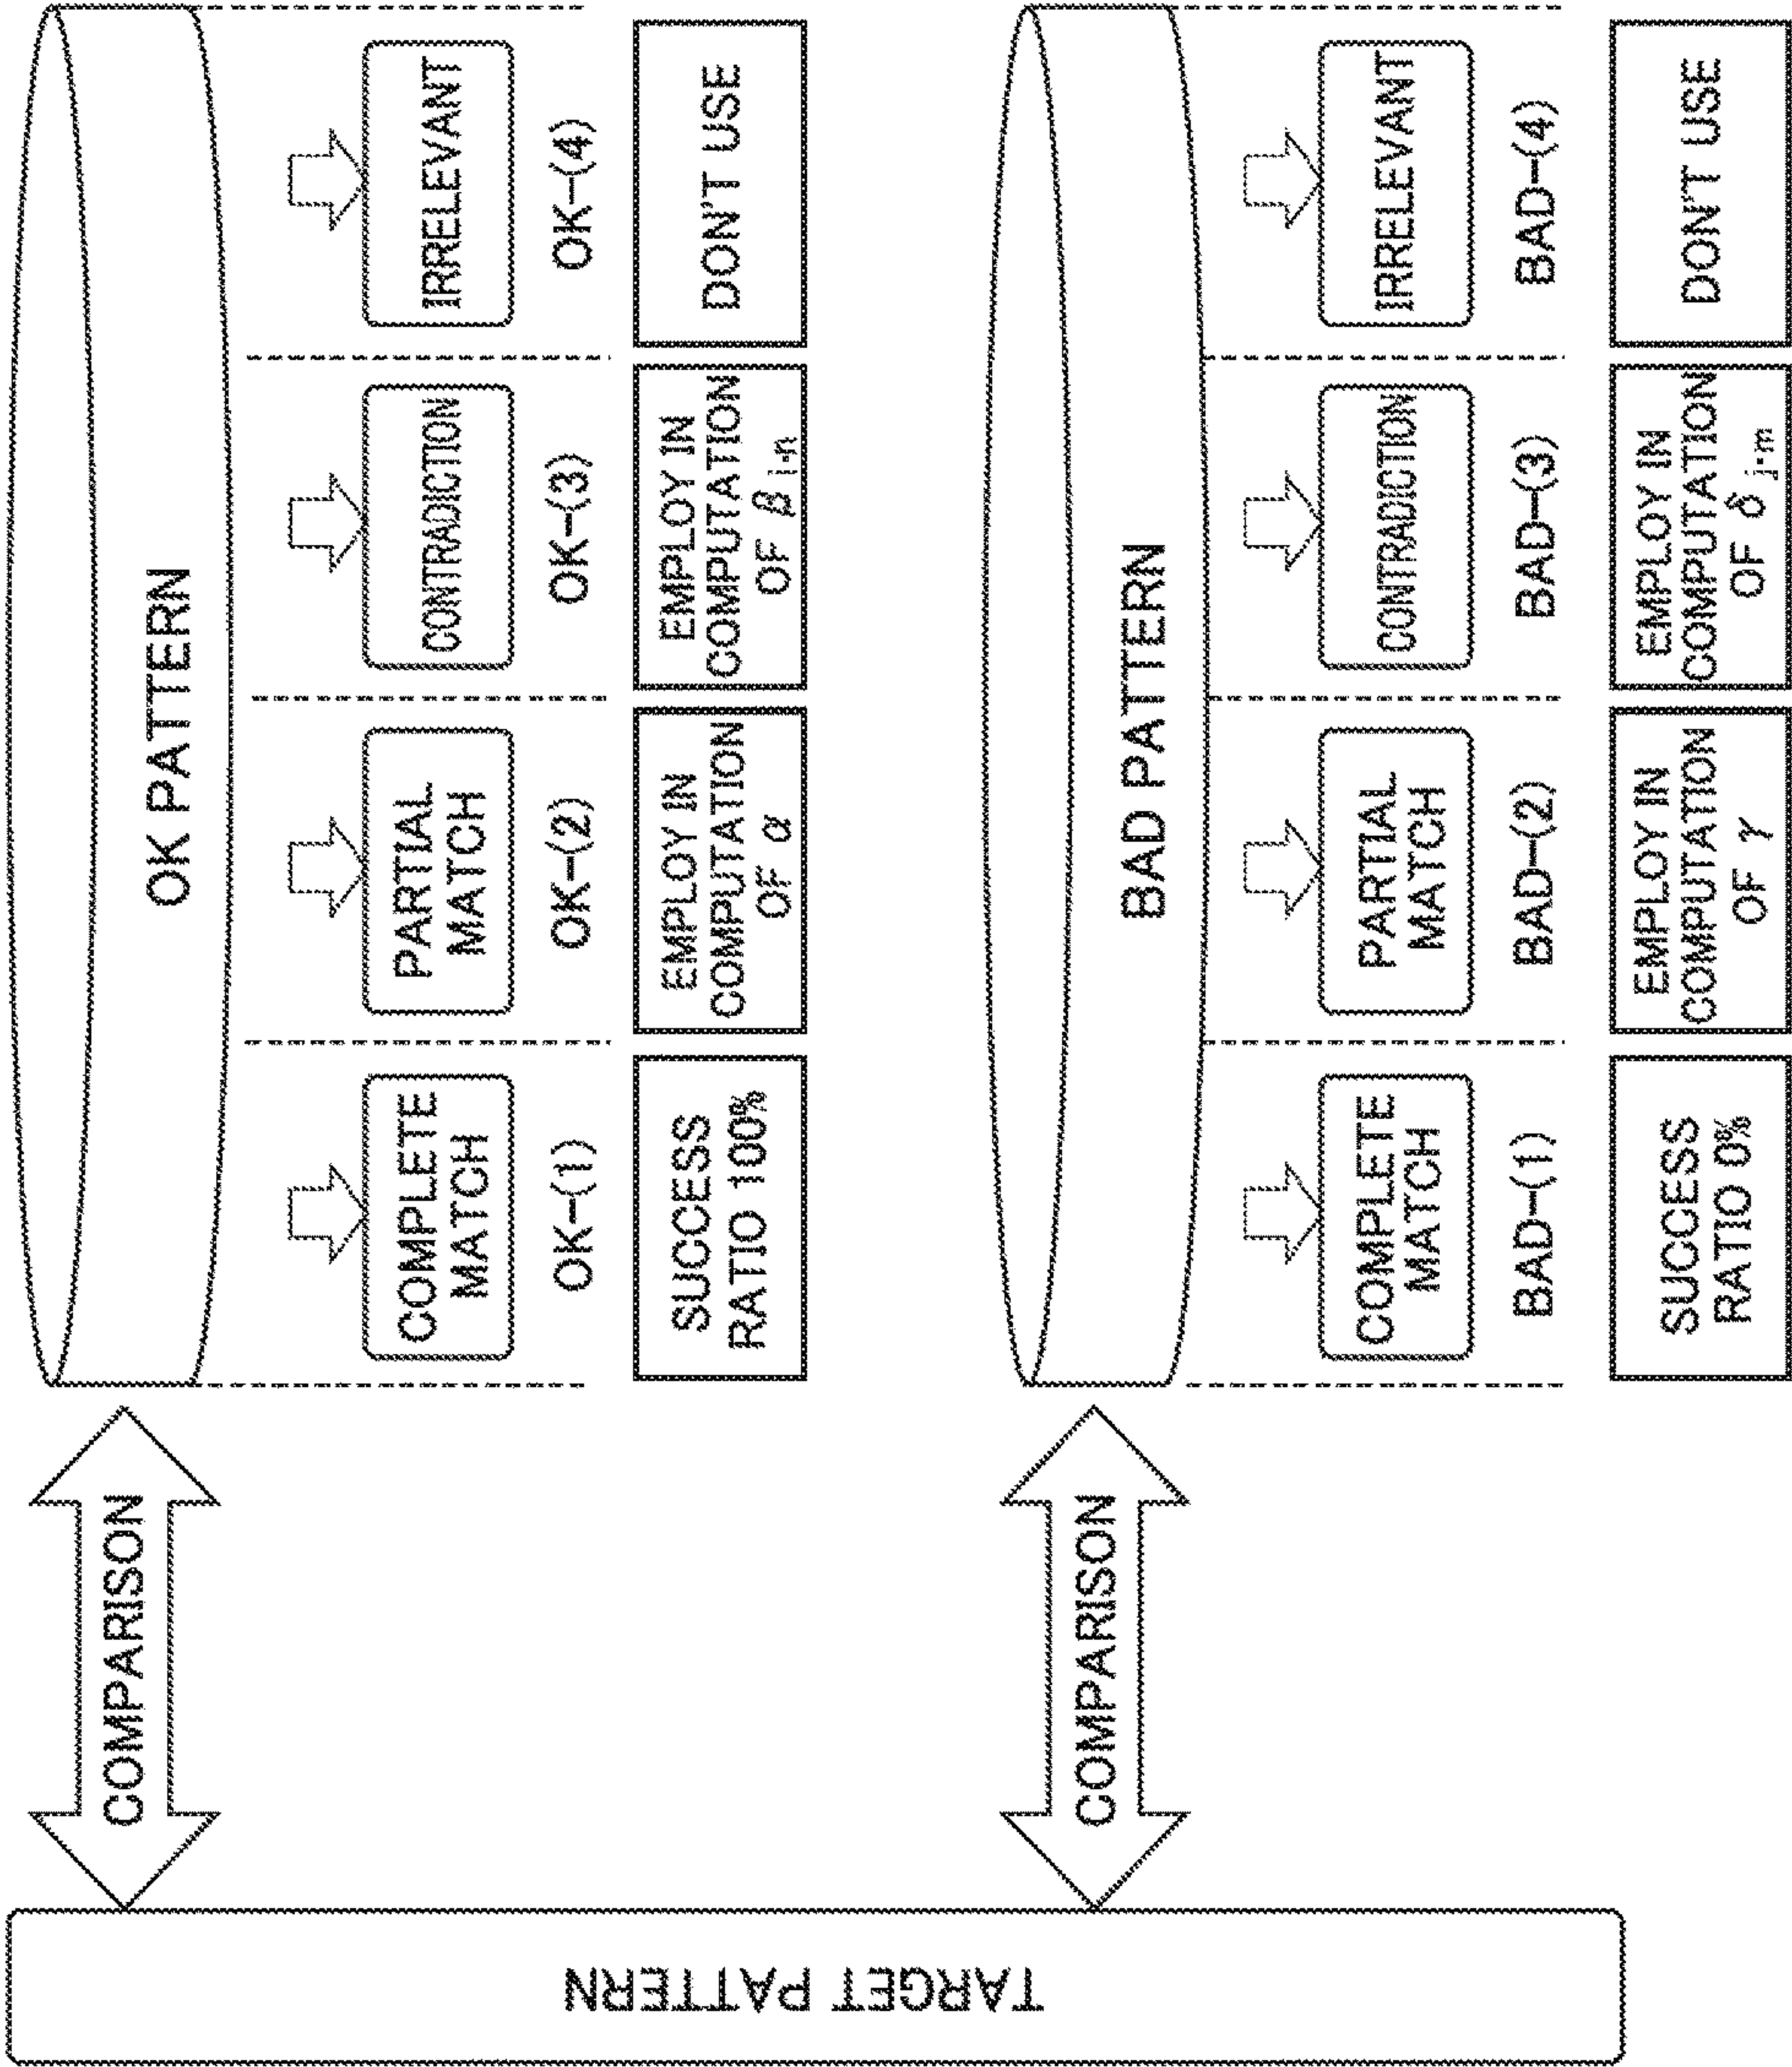 TARGET PATTERN
COMPARISON
OK PATTERN
COMPLETE
MATCH
OK-(1)
SUCCESS
RATIO 100%
PARTIAL
MATCH
OK-(2)
EMPLOY IN
COMPUTATION
OF α
CONTRADICTION
OK-(3)
EMPLOY IN
COMPUTATION
OF β i·n
IRRELEVANT
OK-(4)
DON'T USE
COMPARISON
BAD PATTERN
COMPLETE
MATCH
BAD-(1)
SUCCESS
RATIO 0%
PARTIAL
MATCH
BAD-(2)
EMPLOY IN
COMPUTATION
OF γ
CONTRADICTION
BAD-(3)
EMPLOY IN
COMPUTATION
OF δ j·m
IRRELEVANT
BAD-(4)
DON'T USE